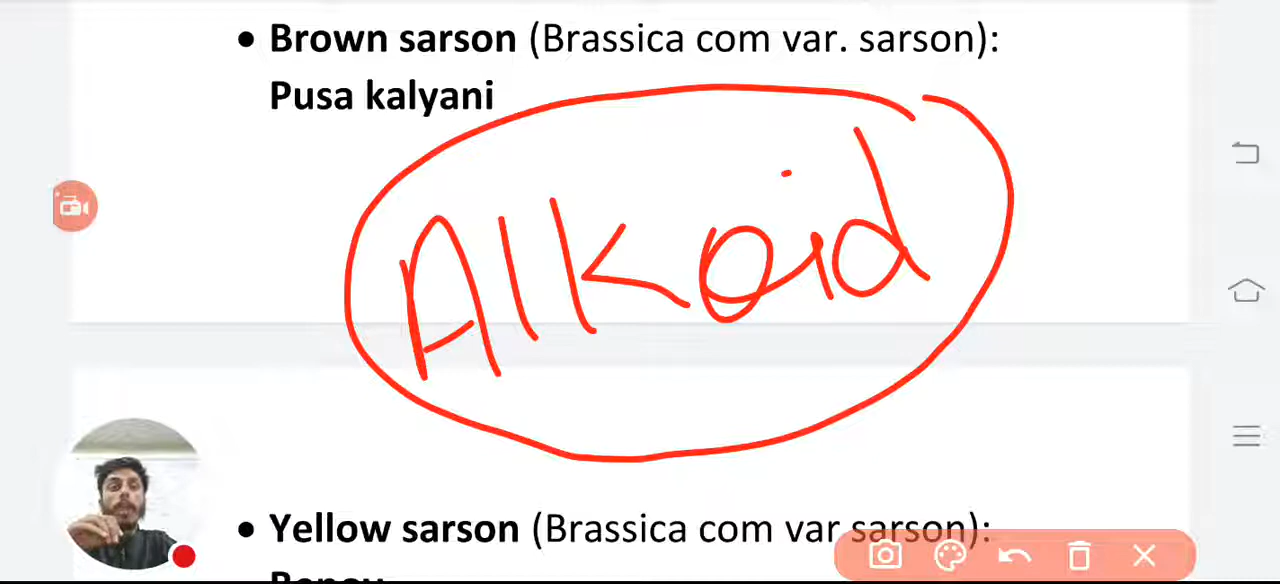 • Brown sarson (Brassica com var. sarson):
Pusa kalyani
Alkoid
• Yellow sarson (Brassica com var sarson):